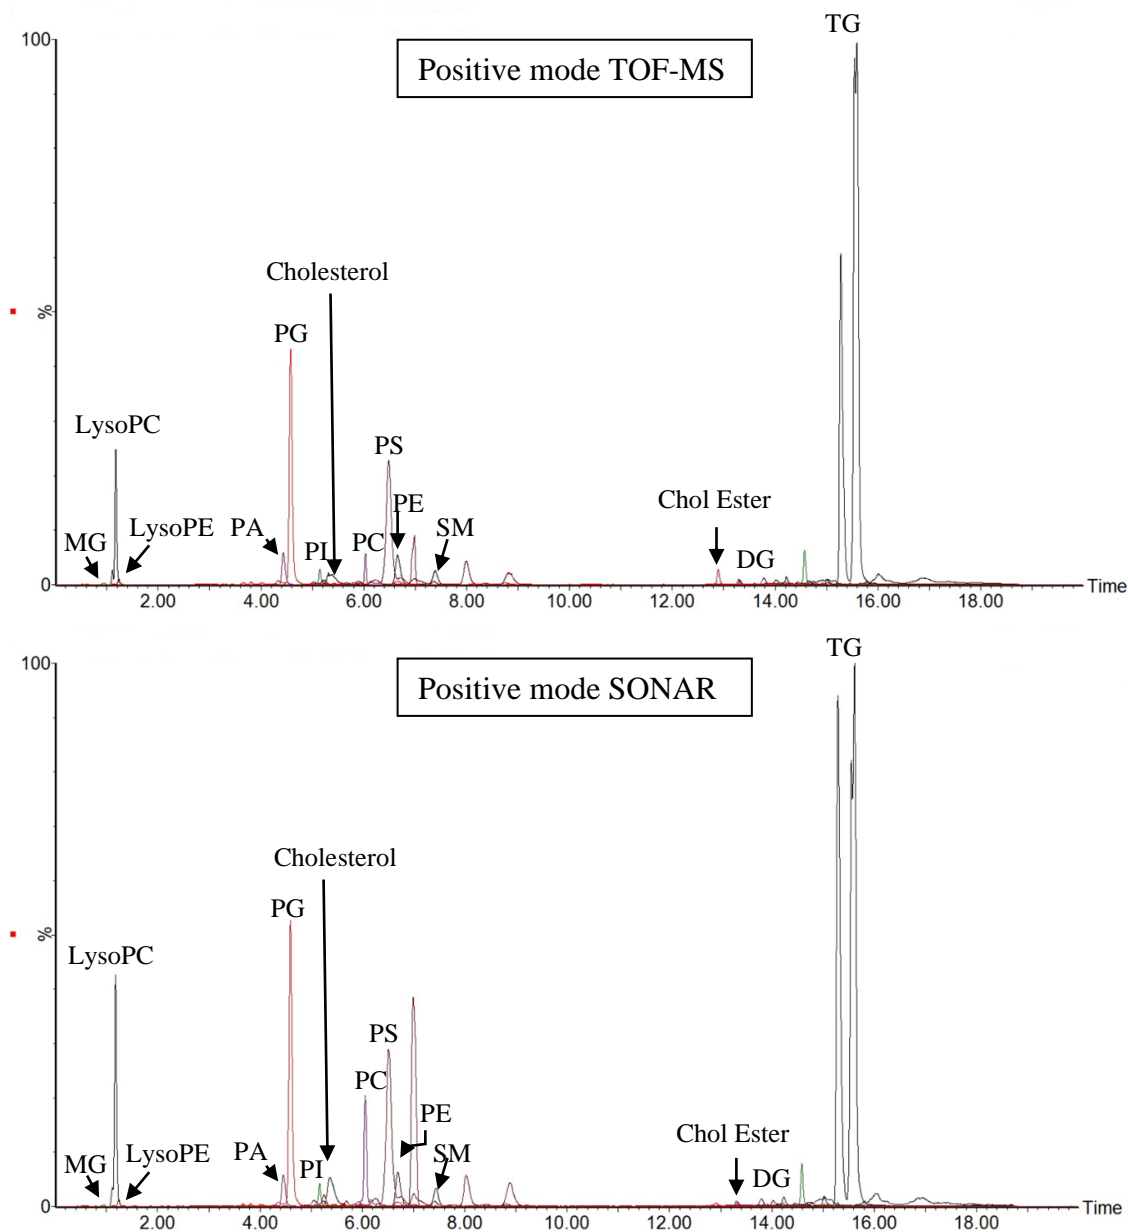 TG
100
Positive mode TOF-MS
Cholesterol
%
PG
LysoPC
PS
Chol Ester
PE
LysoPE
PA
SM
MG
PI
PC
DG
0
2.00 4.00 6.00 8.00 10.00 12.00 14.00 16.00 18.00
Time
TG
100
Positive mode SONAR
Cholesterol
PG
%
LysoPC
PS
PC
PE
Chol Ester
PA
LysoPE
SM
MG
PI
DG
0
2.00 4.00 6.00 8.00 10.00 12.00 14.00 16.00 18.00
Time